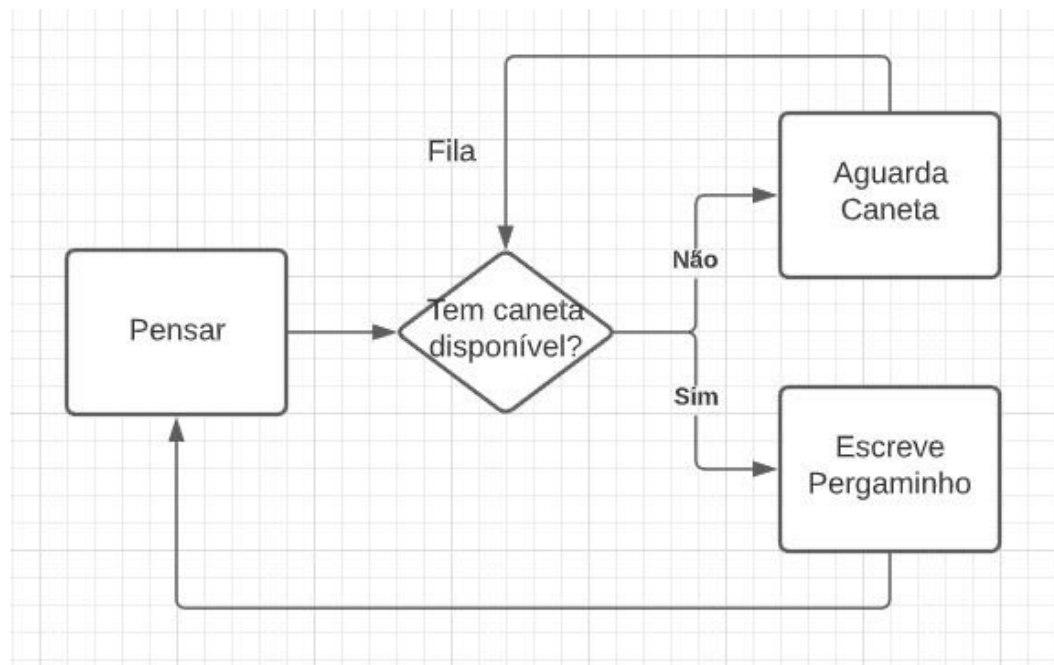 Fila
Aguarda
Caneta
Não
Pensar
Tem caneta
disponível?
Sim
Escreve
Pergaminho